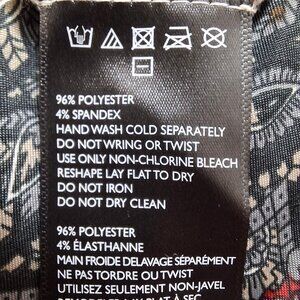 96% POLYESTER
4% SPANDEX
HAND WASH COLD SEPARATELY
DO NOT WRING OR TWIST
USE ONLY NON-CHLORINE BLEACH
RESHAPE LAY FLAT TO DRY
DO NOT IRON
DO NOT DRY CLEAN
96% POLYESTER
4% ÉLASTHANNE
MAIN FROIDE DELAVAGE SÉPARÉMENT
NE PAS TORDRE OU TWIST
UTILISEZ SEULEMENT NON-JAVEL
PLAT À SEC